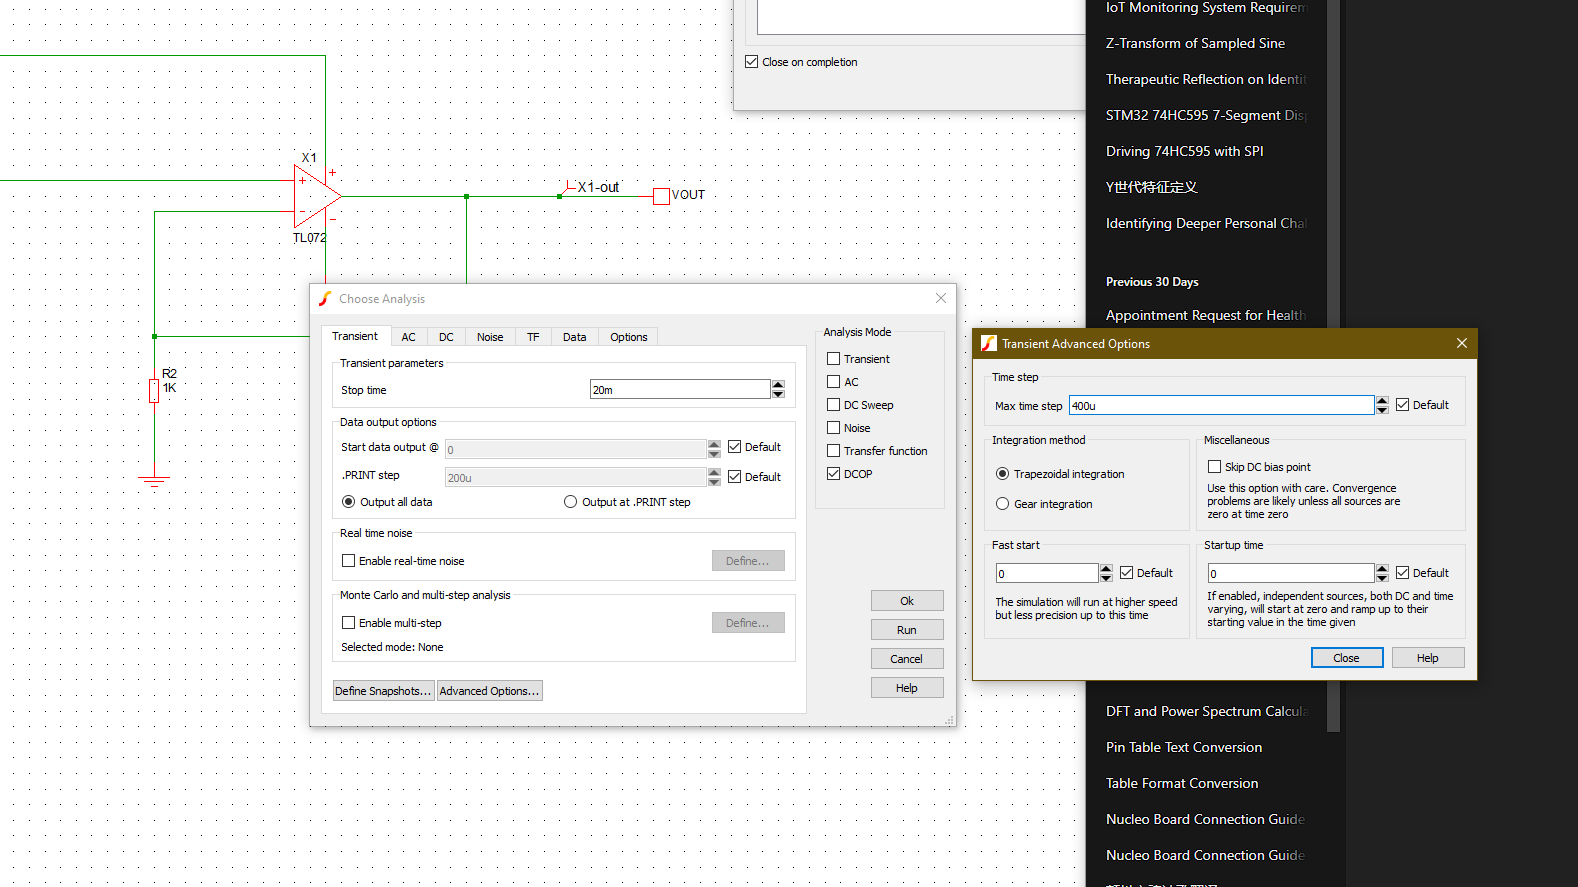 X1
+
+
-
-
TL072
X1-out
VOUT
R2
1K
Close on completion
IoT Monitoring System Requirem
Z-Transform of Sampled Sine
Therapeutic Reflection on Identit
STM32 74HC595 7-Segment Disp
Driving 74HC595 with SPI
Y世代特征定义
Identifying Deeper Personal Chal
Previous 30 Days
Appointment Request for Health
Choose Analysis
Transient AC DC Noise TF Data Options
Transient parameters
Stop time 20m
Data output options
Start data output @ 0 Default
.PRINT step 200u Default
Output all data Output at .PRINT step
Real time noise
Enable real-time noise Define...
Monte Carlo and multi-step analysis
Enable multi-step Define...
Selected mode: None
Define Snapshots... Advanced Options...
Analysis Mode
Transient
AC
DC Sweep
Noise
Transfer function
DCOP
Ok
Run
Cancel
Help
Transient Advanced Options
Time step
Max time step 400u Default
Integration method
Trapezoidal integration
Gear integration
Miscellaneous
Skip DC bias point
Use this option with care. Convergence
problems are likely unless all sources are
zero at time zero
Fast start
0 Default
The simulation will run at higher speed
but less precision up to this time
Startup time
0 Default
If enabled, independent sources, both DC and time
varying, will start at zero and ramp up to their
starting value in the time given
Close Help
DFT and Power Spectrum Calcula
Pin Table Text Conversion
Table Format Conversion
Nucleo Board Connection Guide
Nucleo Board Connection Guide